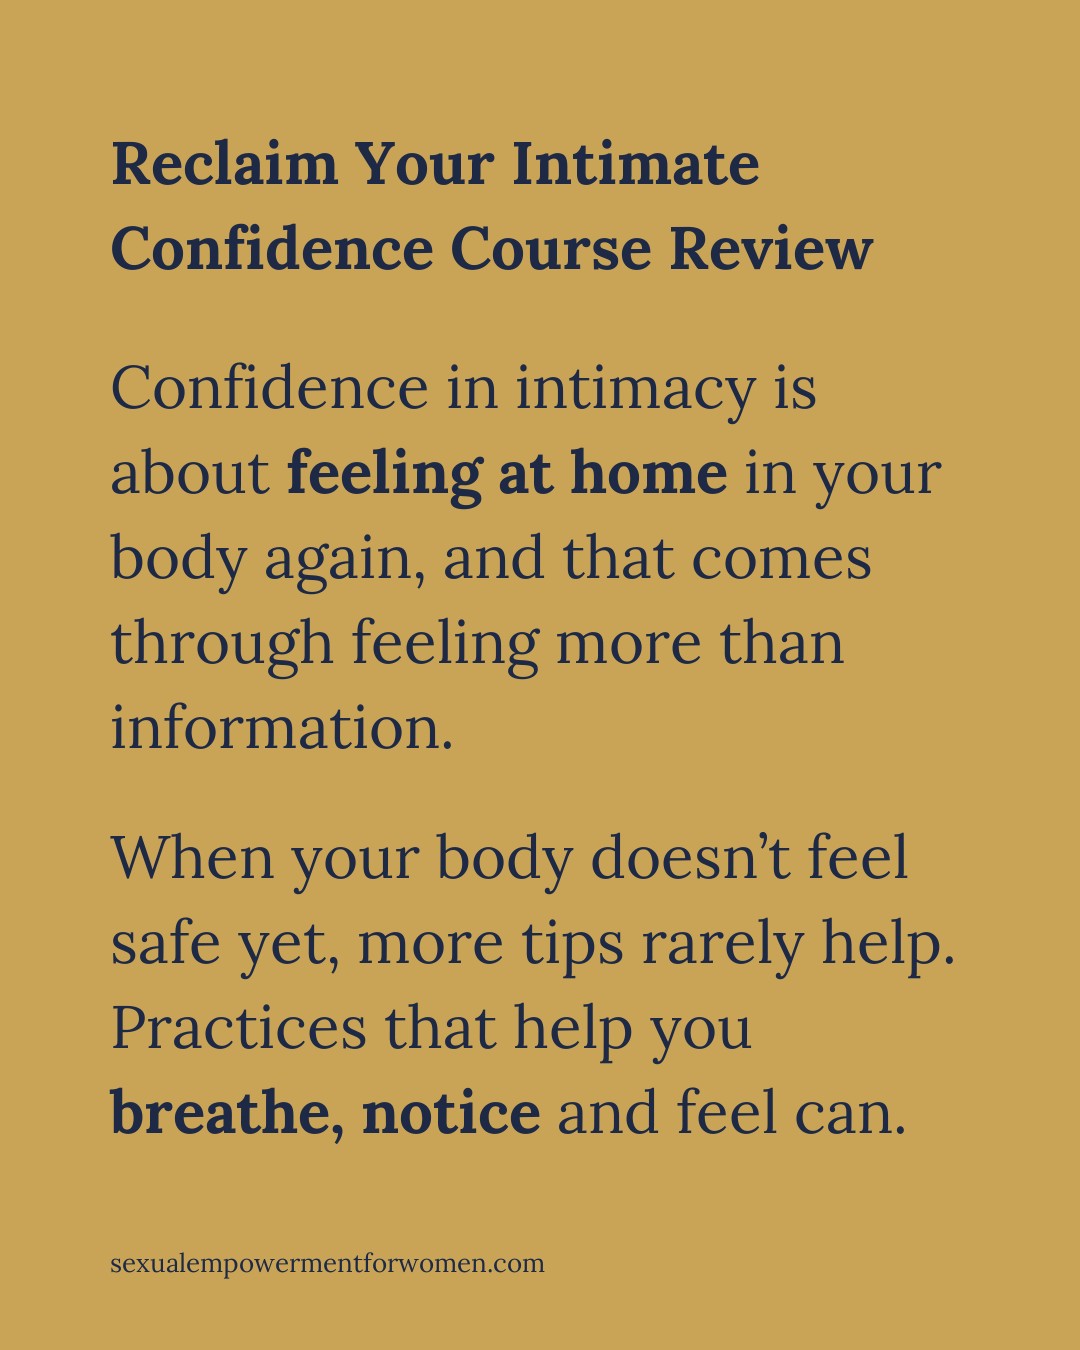 Reclaim Your Intimate
Confidence Course Review
Confidence in intimacy is
about feeling at home in your
body again, and that comes
through feeling more than
information.
When your body doesn’t feel
safe yet, more tips rarely help.
Practices that help you
breathe, notice and feel can.
sexualempowermentforwomen.com